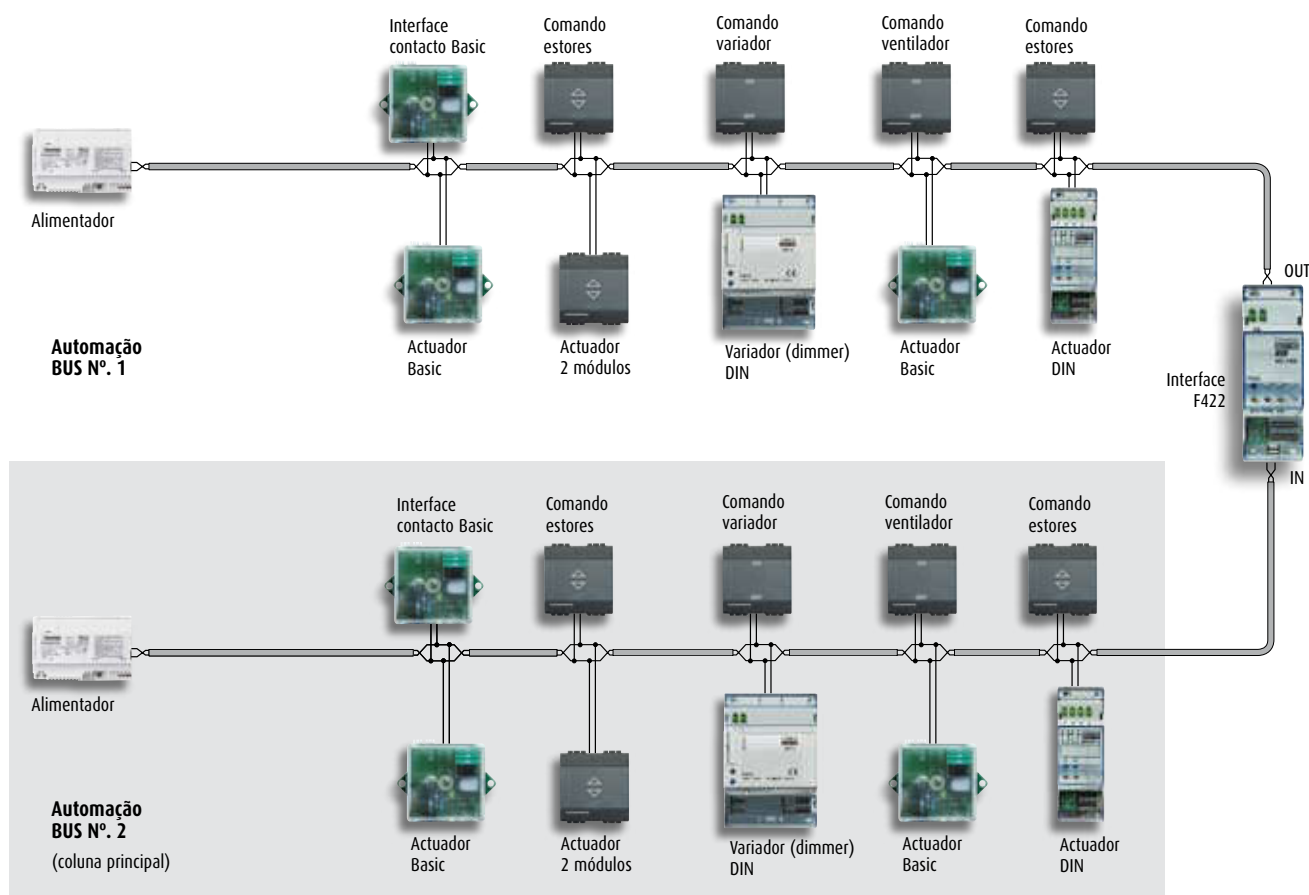 Interface
contacto Basic
Comando
estores
Comando
variador
Comando
ventilador
Comando
estores
Alimentador
OUT
Automação
BUS Nº. 1
Actuador
Basic
Actuador
2 módulos
Variador (dimmer)
DIN
Actuador
Basic
Actuador
DIN
Interface
F422
IN
Interface
contacto Basic
Comando
estores
Comando
variador
Comando
ventilador
Comando
estores
Alimentador
Automação
BUS Nº. 2
(coluna principal)
Actuador
Basic
Actuador
2 módulos
Variador (dimmer)
DIN
Actuador
Basic
Actuador
DIN